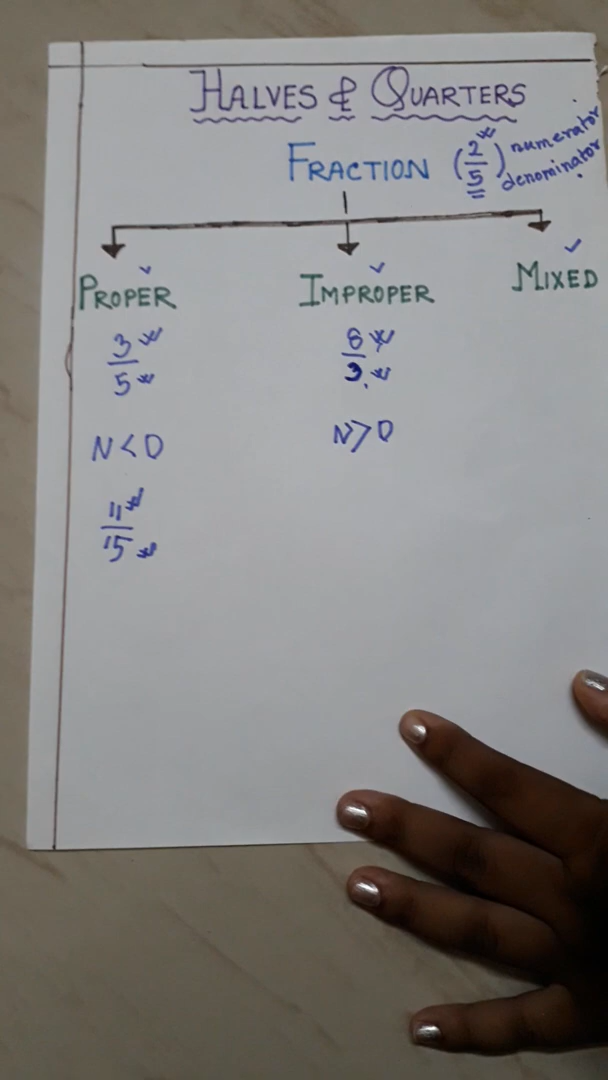 HALVES & QUARTERS
FRACTION (2/5) numerator
denominator
PROPER IMPROPER MIXED
3/5 8/3
N<D N>D
11/15